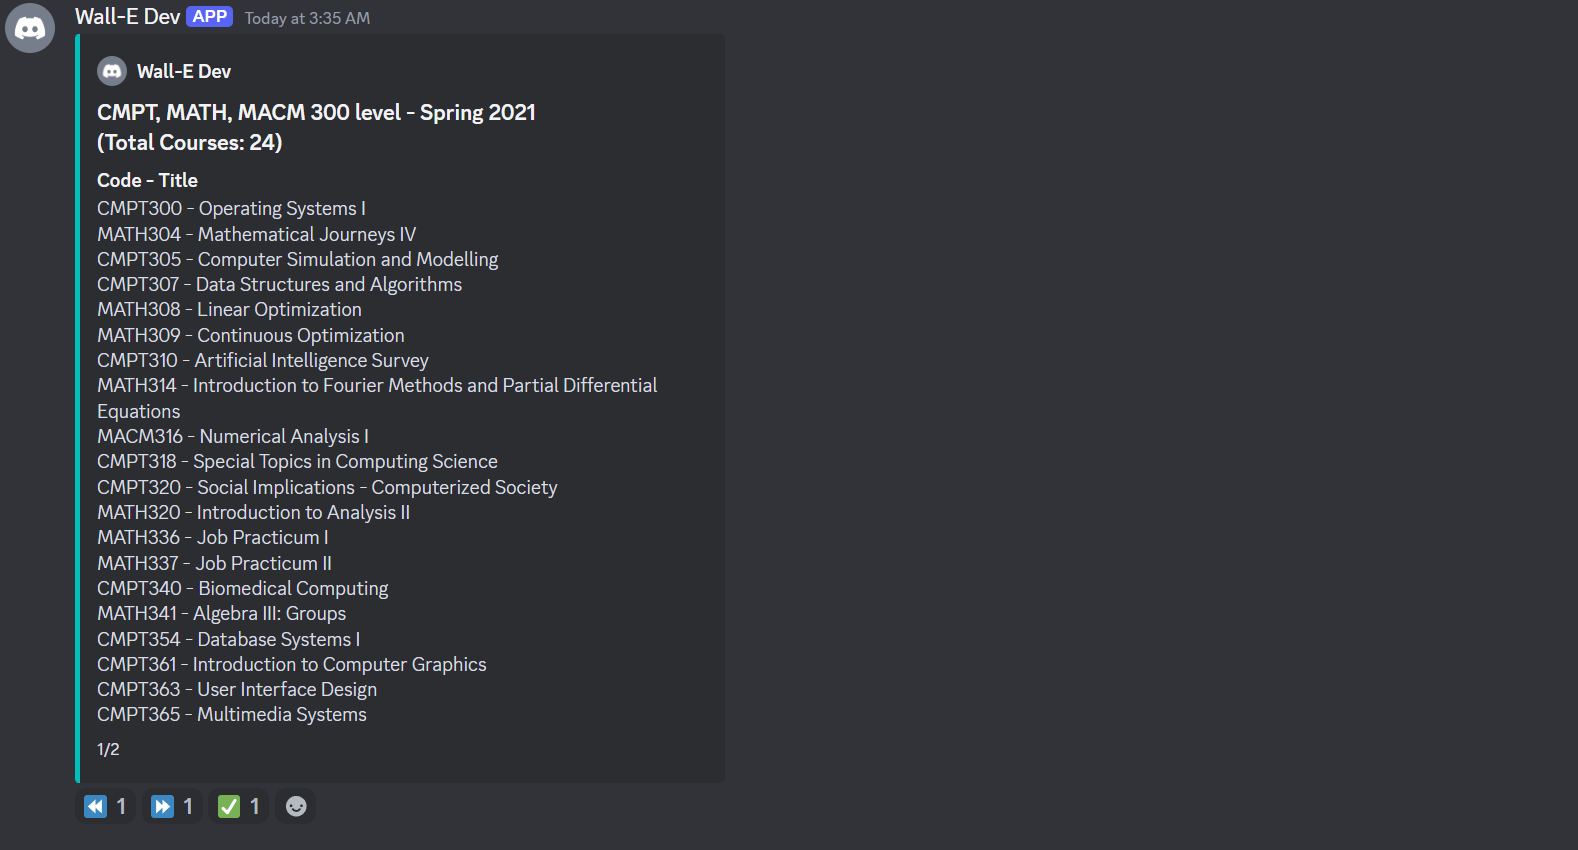 Wall-E Dev APP Today at 3:35 AM
Wall-E Dev
CMPT, MATH, MACM 300 level - Spring 2021
(Total Courses: 24)
Code - Title
CMPT300 - Operating Systems I
MATH304 - Mathematical Journeys IV
CMPT305 - Computer Simulation and Modelling
CMPT307 - Data Structures and Algorithms
MATH308 - Linear Optimization
MATH309 - Continuous Optimization
CMPT310 - Artificial Intelligence Survey
MATH314 - Introduction to Fourier Methods and Partial Differential
Equations
MACM316 - Numerical Analysis I
CMPT318 - Special Topics in Computing Science
CMPT320 - Social Implications - Computerized Society
MATH320 - Introduction to Analysis II
MATH336 - Job Practicum I
MATH337 - Job Practicum II
CMPT340 - Biomedical Computing
MATH341 - Algebra III: Groups
CMPT354 - Database Systems I
CMPT361 - Introduction to Computer Graphics
CMPT363 - User Interface Design
CMPT365 - Multimedia Systems
1/2
1 1 1